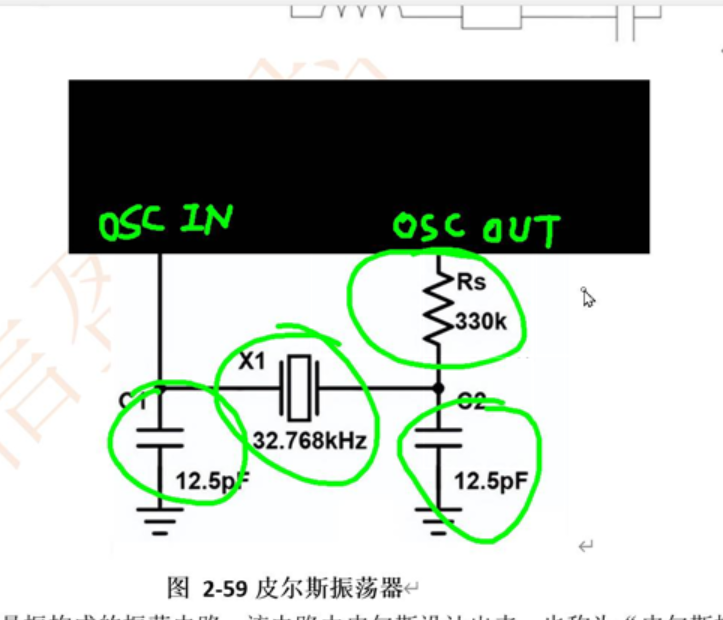 OSC IN
OSC OUT
Rs
330k
X1
C1
C2
32.768kHz
12.5pF
12.5pF
图 2-59 皮尔斯振荡器